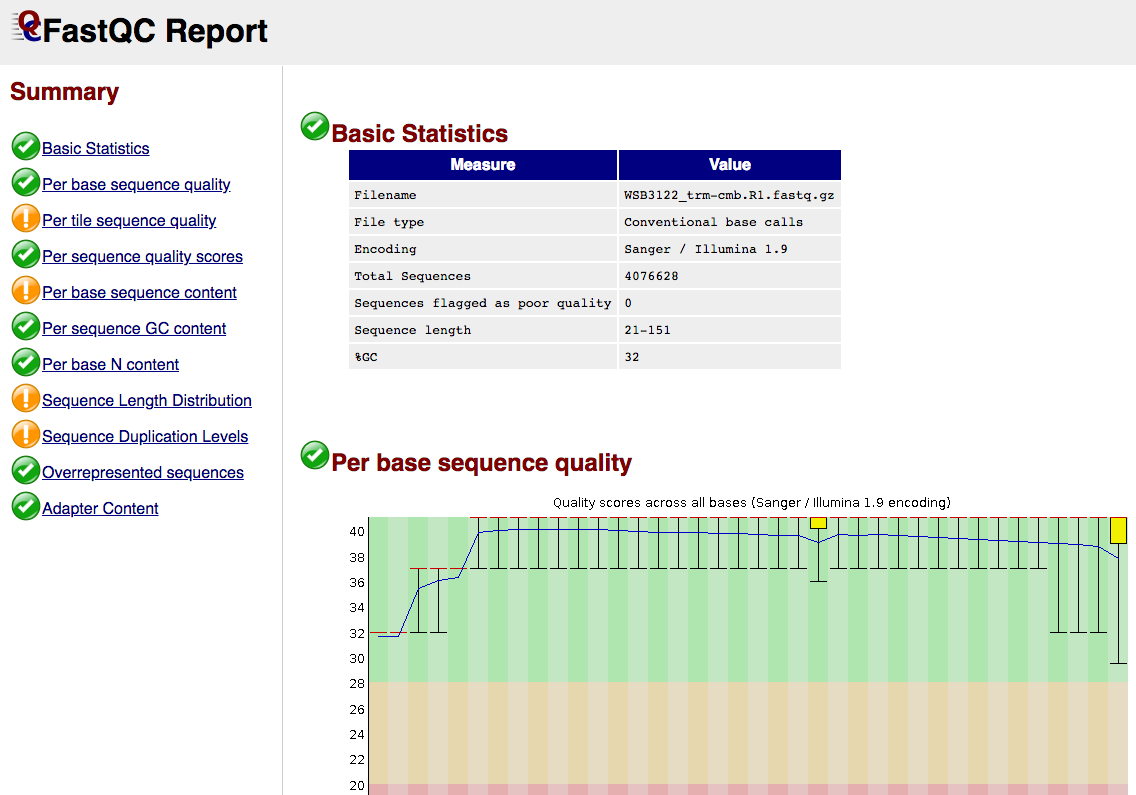 FastQC Report
Summary
Basic Statistics
Per base sequence quality
Per tile sequence quality
Per sequence quality scores
Per base sequence content
Per sequence GC content
Per base N content
Sequence Length Distribution
Sequence Duplication Levels
Overrepresented sequences
Adapter Content
Basic Statistics
Measure Value
Filename WSB3122_trm-cmb.R1.fastq.gz
File type Conventional base calls
Encoding Sanger / Illumina 1.9
Total Sequences 4076628
Sequences flagged as poor quality 0
Sequence length 21-151
%GC 32
Per base sequence quality
Quality scores across all bases (Sanger / Illumina 1.9 encoding)
40
38
36
34
32
30
28
26
24
22
20